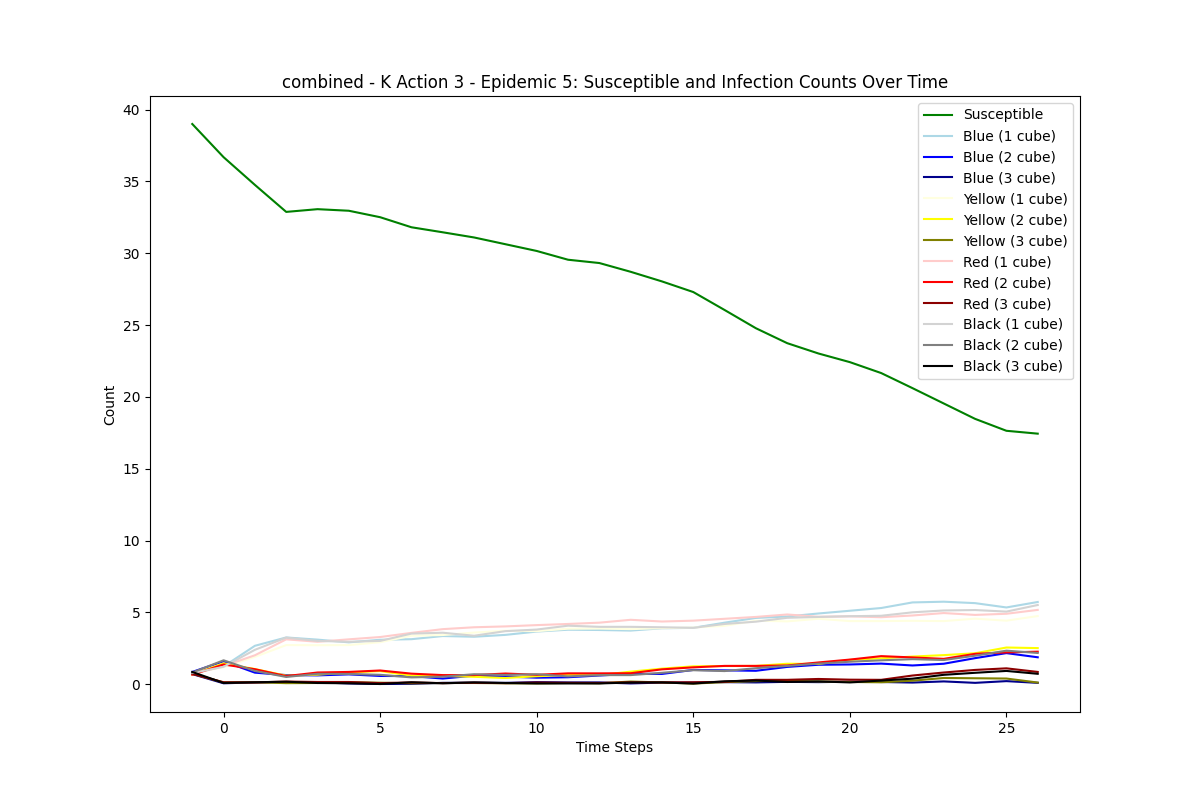 combined - K Action 3 - Epidemic 5: Susceptible and Infection Counts Over Time
40
35
30
25
20
15
10
5
0
Count
Susceptible
Blue (1 cube)
Blue (2 cube)
Blue (3 cube)
Yellow (1 cube)
Yellow (2 cube)
Yellow (3 cube)
Red (1 cube)
Red (2 cube)
Red (3 cube)
Black (1 cube)
Black (2 cube)
Black (3 cube)
0 5 10 15 20 25
Time Steps